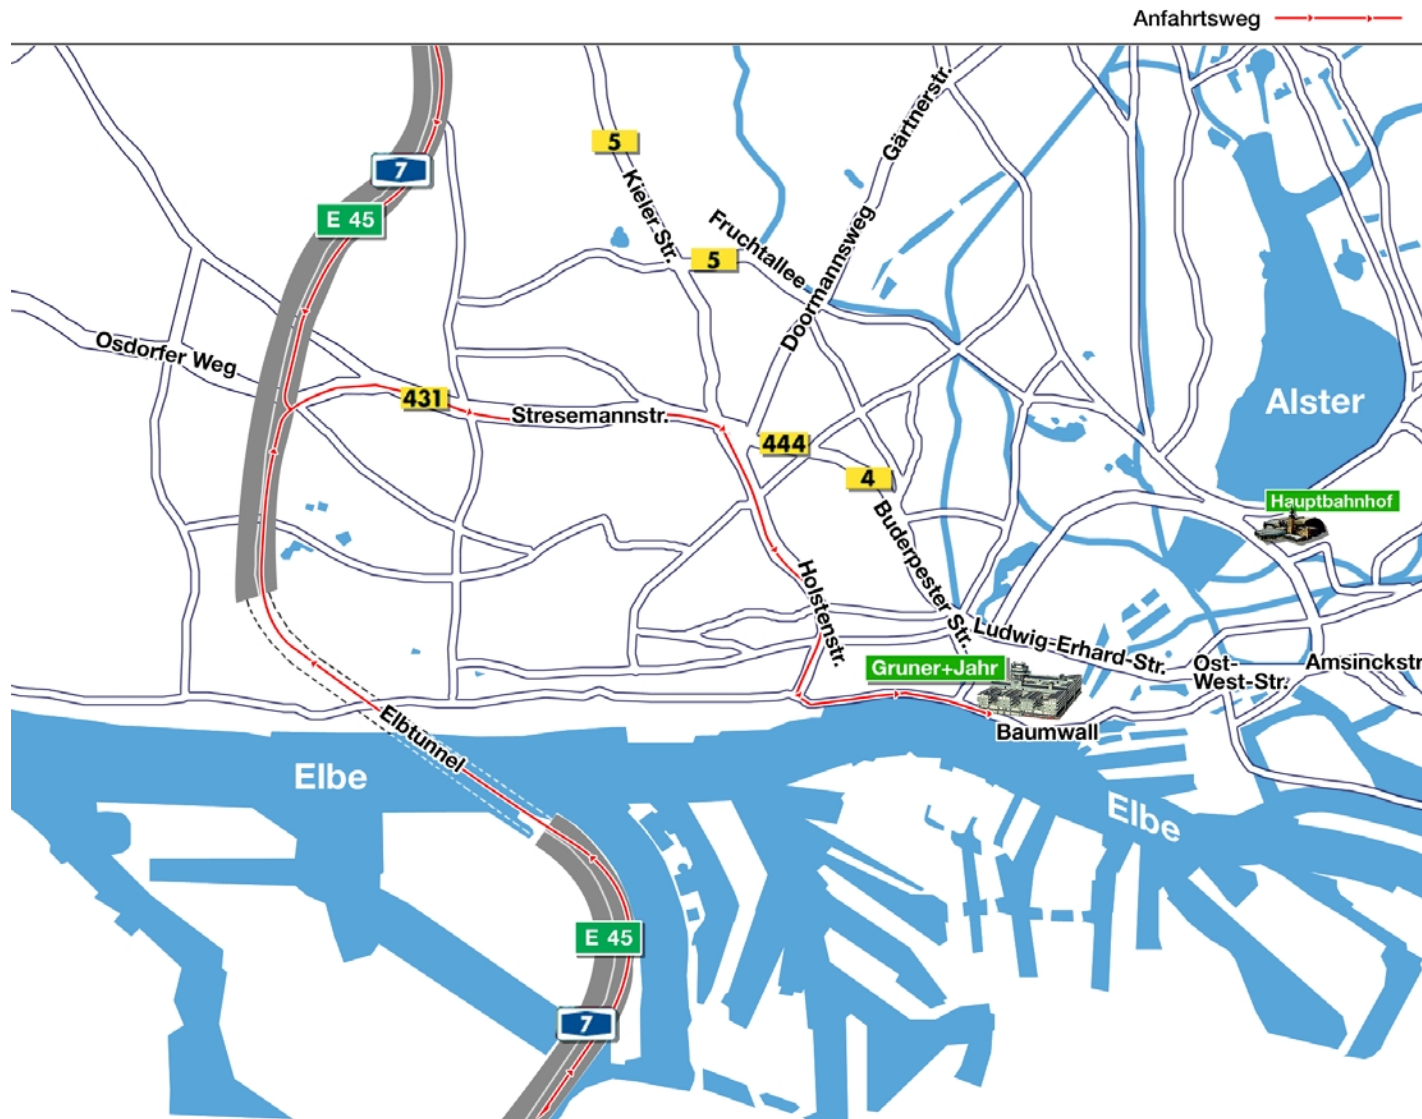 Anfahrtsweg
5
7
Kieler Str.
Gärtnerstr.
E 45
Fruchtallee
5
Doormannsweg
Osdorfer Weg
431
Stresemannstr.
Alster
444
4
Hauptbahnhof
Buderpester Str.
Holstenstr.
Ludwig-Erhard-Str.
Gruner+Jahr
Ost-
West-Str.
Amsinckstr
Baumwall
Elbtunnel
Elbe
Elbe
E 45
7